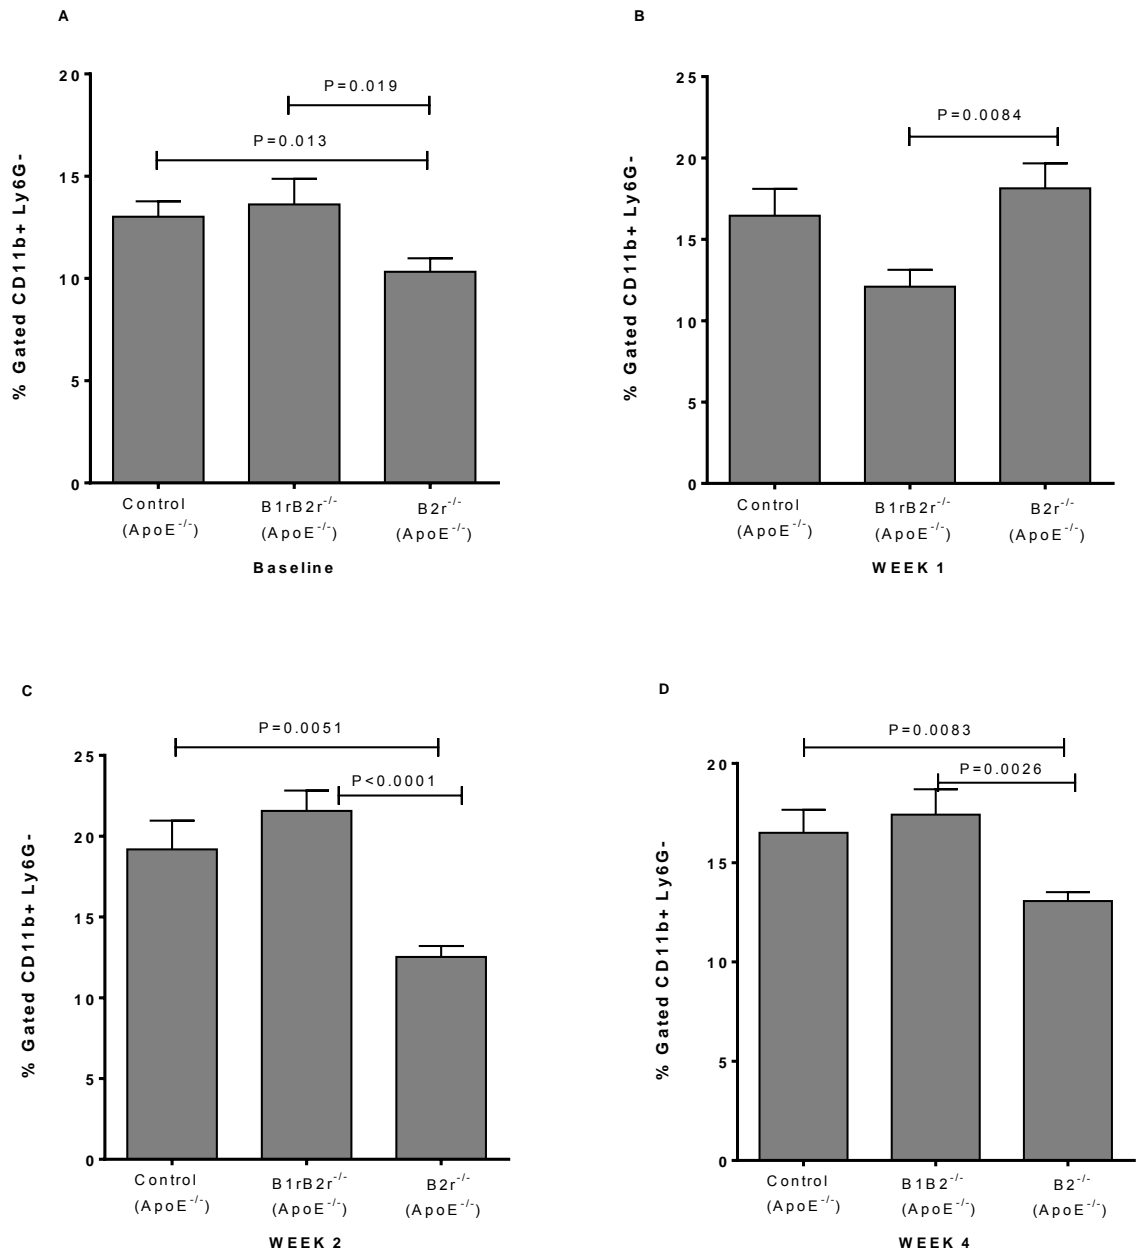 A
% Gated CD11b+ Ly6G-
20
15
10
5
0
P=0.019
P=0.013
Control
(ApoE-/-)
B1rB2r-/-
(ApoE-/-)
B2r-/-
(ApoE-/-)
Baseline
B
% Gated CD11b+ Ly6G-
25
20
15
10
5
0
P=0.0084
Control
(ApoE-/-)
B1rB2r-/-
(ApoE-/-)
B2r-/-
(ApoE-/-)
WEEK 1
C
% Gated CD11b+ Ly6G-
25
20
15
10
5
0
P=0.0051
P<0.0001
Control
(ApoE-/-)
B1rB2r-/-
(ApoE-/-)
B2r-/-
(ApoE-/-)
WEEK 2
D
% Gated CD11b+ Ly6G-
20
15
10
5
0
P=0.0083
P=0.0026
Control
(ApoE-/-)
B1B2-/-
(ApoE-/-)
B2-/-
(ApoE-/-)
WEEK 4